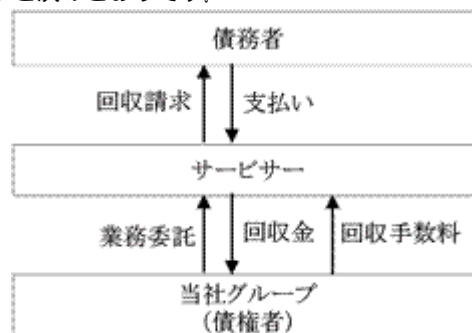 債務者
回収請求
支払い
サービサー
業務委託
回収金
回収手数料
当社グループ
（債権者）